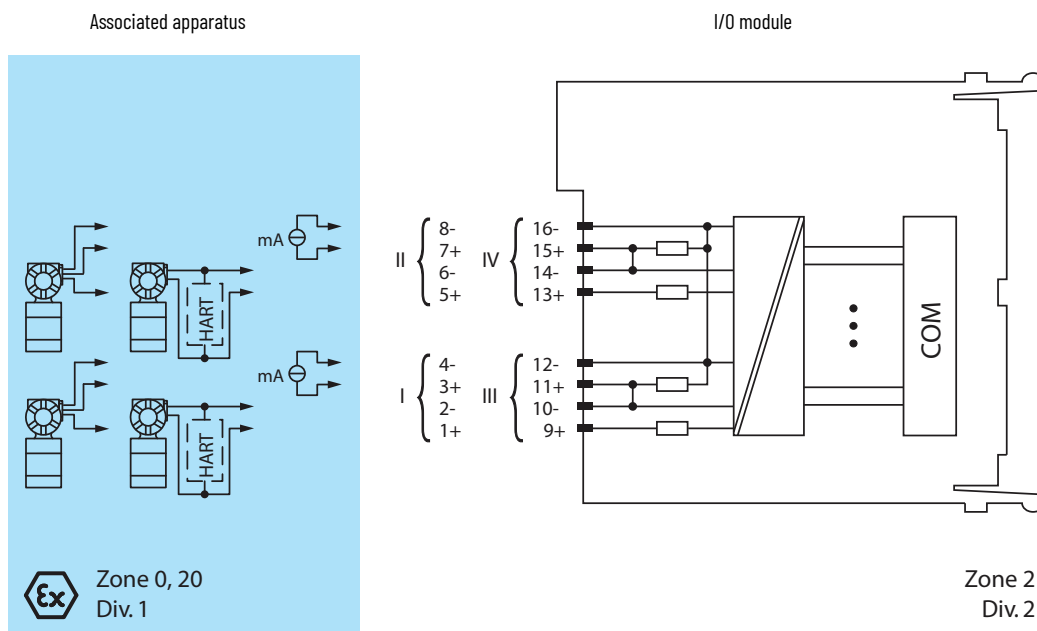 Associated apparatus
I/O module
mA
HART
mA
HART
Ex
Zone 0, 20
Div. 1
II
8-
7+
6-
5+
IV
16-
15+
14-
13+
I
4-
3+
2-
1+
III
12-
11+
10-
9+
COM
Zone 2
Div. 2